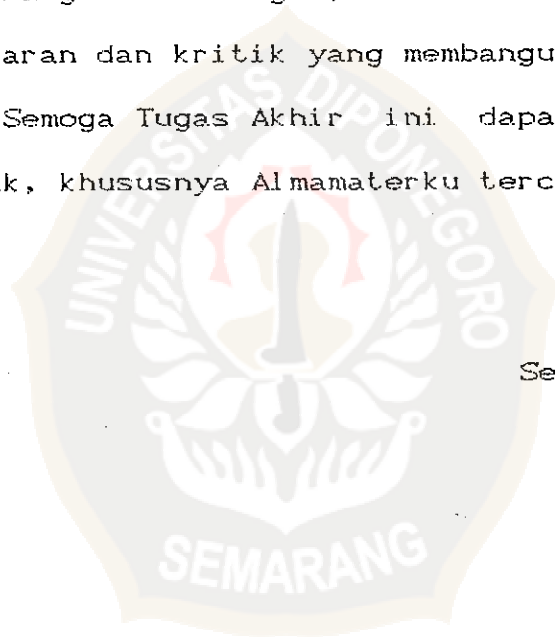 aran dan kritik yang membangu
Semoga Tugas Akhir ini dapa
k, khususnya Almamaterku terc
Se
UNIVERSITAS DIPONEGORO
SEMARANG